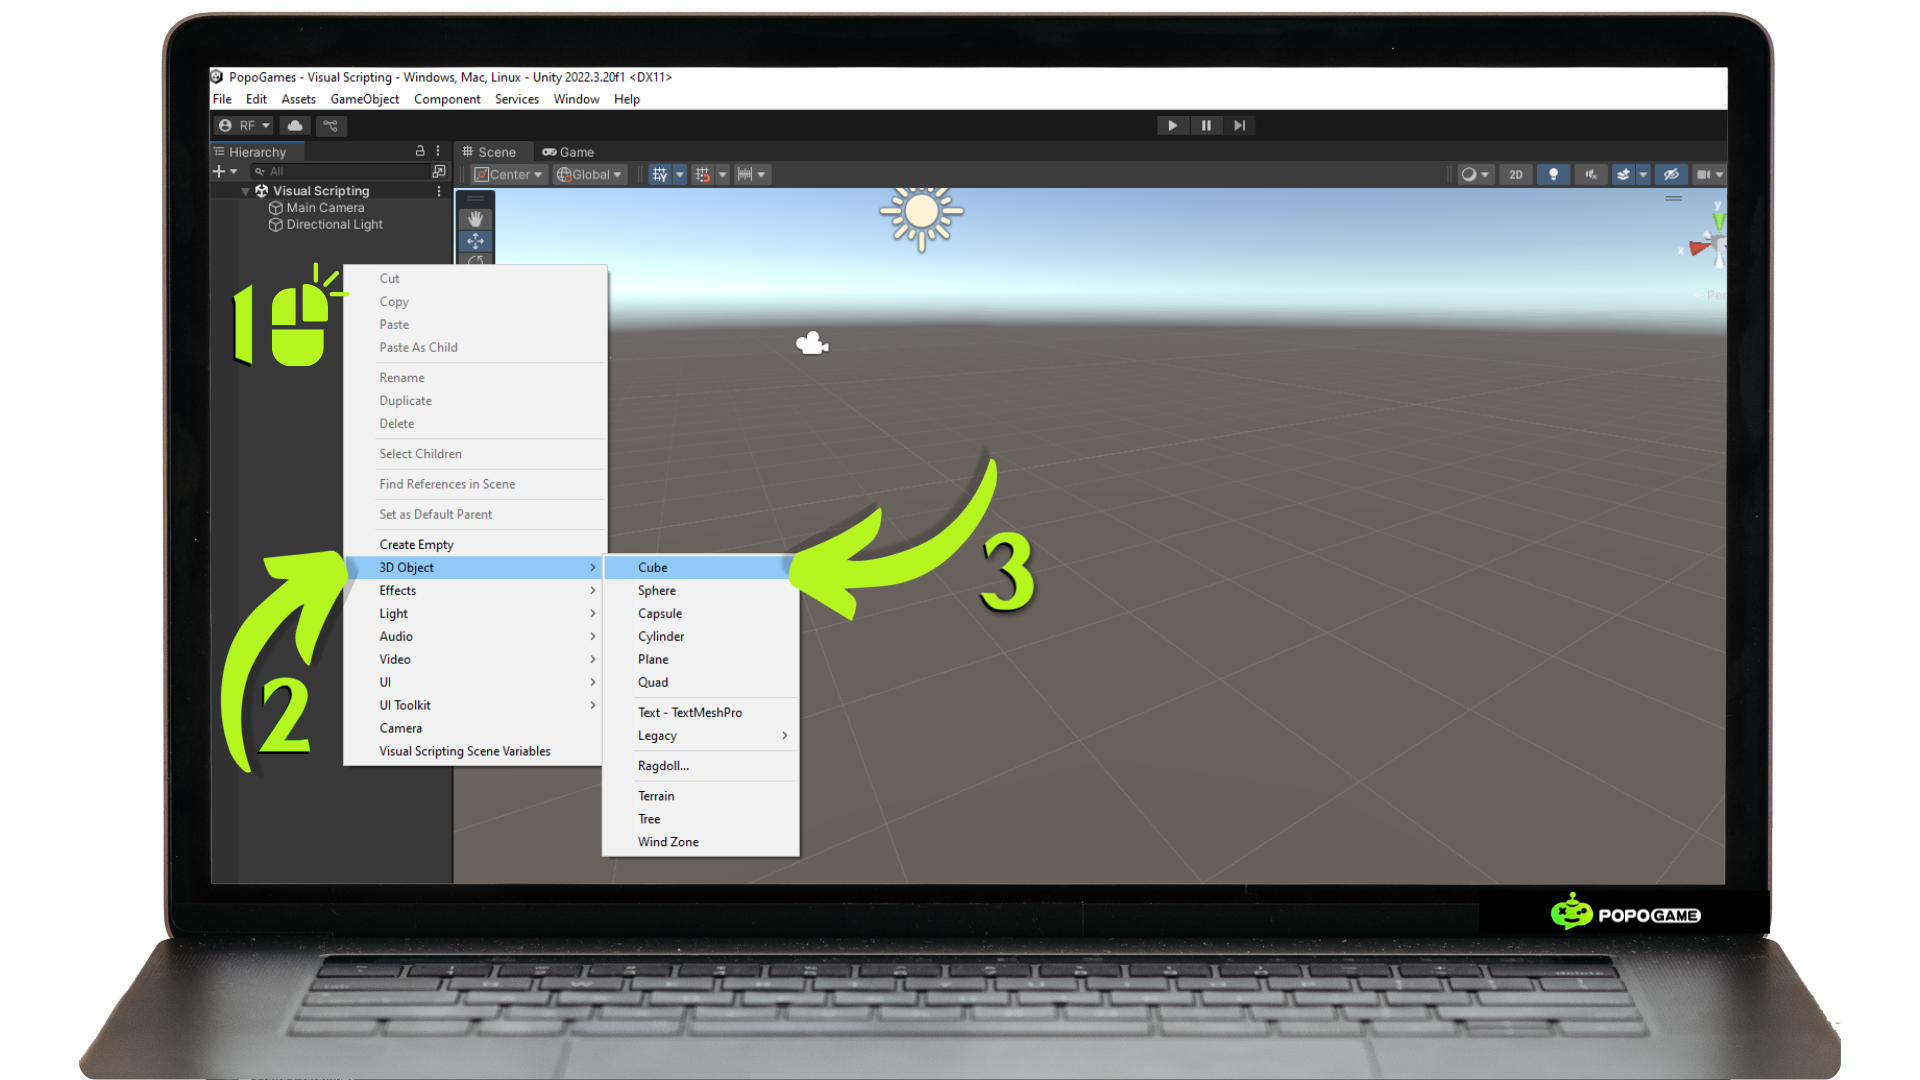 PopoGames - Visual Scripting - Windows, Mac, Linux - Unity 2022.3.20f1 <DX11>
File Edit Assets GameObject Component Services Window Help
RF
Hierarchy
Scene Game
All
Center Global
2D
Visual Scripting
Main Camera
Directional Light
y
x
Per
1
Cut
Copy
Paste
Paste As Child
Rename
Duplicate
Delete
Select Children
Find References in Scene
Set as Default Parent
Create Empty
3D Object
Effects
Light
Audio
Video
UI
UI Toolkit
Camera
Visual Scripting Scene Variables
2
Cube
Sphere
Capsule
Cylinder
Plane
Quad
Text - TextMeshPro
Legacy
Ragdoll...
Terrain
Tree
Wind Zone
3
POPOGAME
delete